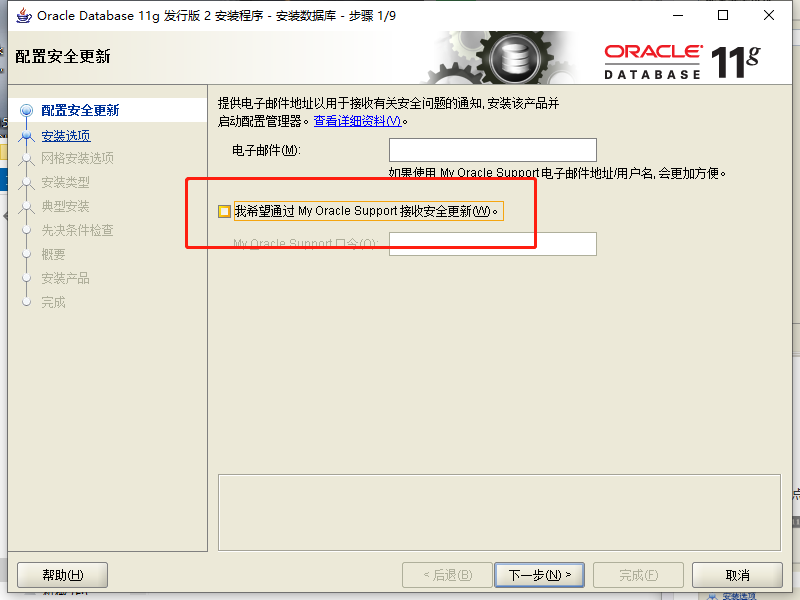 Oracle Database 11g 发行版 2 安装程序 - 安装数据库 - 步骤 1/9
配置安全更新
ORACLE
DATABASE 11g
配置安全更新
安装选项
网格安装选项
安装类型
典型安装
先决条件检查
概要
安装产品
完成
提供电子邮件地址以用于接收有关安全问题的通知, 安装该产品并
启动配置管理器。查看详细资料(V)。
电子邮件(M):
如果使用 My Oracle Support 电子邮件地址/用户名, 会更加方便。
我希望通过 My Oracle Support 接收安全更新(W)。
My Oracle Support 口令(O):
帮助(H)
< 后退(B)
下一步(N) >
完成(F)
取消
安装选项